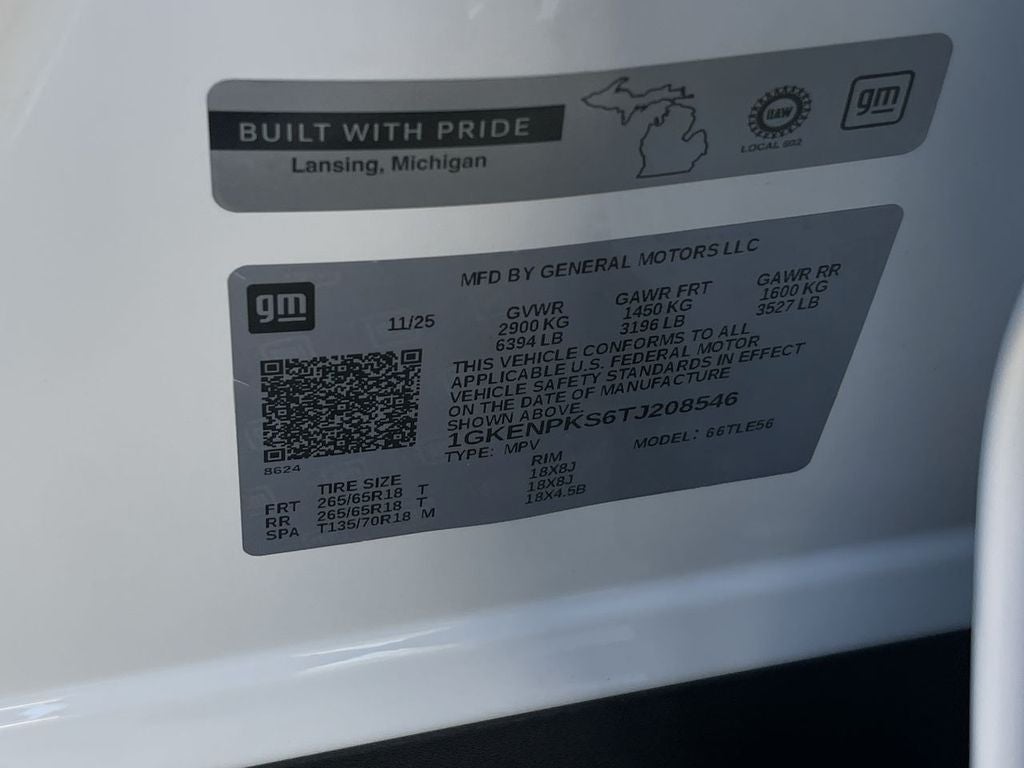 BUILT WITH PRIDE
Lansing, Michigan
UAW
LOCAL 602
gm
gm
MFD BY GENERAL MOTORS LLC
11/25
GVWR
2900 KG
6394 LB
GAWR FRT
1450 KG
3196 LB
GAWR RR
1600 KG
3527 LB
THIS VEHICLE CONFORMS TO ALL
APPLICABLE U.S. FEDERAL MOTOR
VEHICLE SAFETY STANDARDS IN EFFECT
ON THE DATE OF MANUFACTURE
SHOWN ABOVE.
1GKENPKS6TJ208546
TYPE: MPV
MODEL: 66TLE56
8624
TIRE SIZE
RIM
FRT 265/65R18 T 18X8J
RR 265/65R18 T 18X8J
SPA T135/70R18 M 18X4.5B